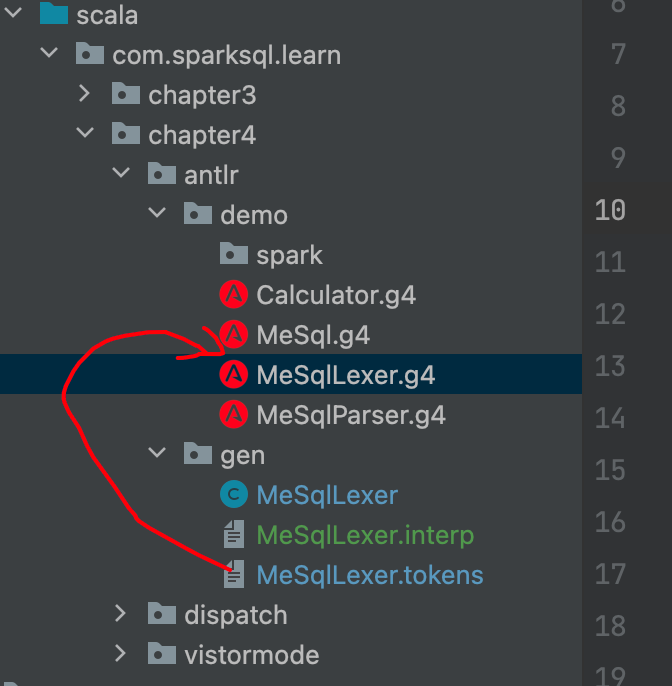 scala
com.sparksql.learn
chapter3
chapter4
antlr
demo
spark
Calculator.g4
MeSql.g4
MeSqlLexer.g4
MeSqlParser.g4
gen
MeSqlLexer
MeSqlLexer.interp
MeSqlLexer.tokens
dispatch
vistormode
6
7
8
9
10
11
12
13
14
15
16
17
18
19